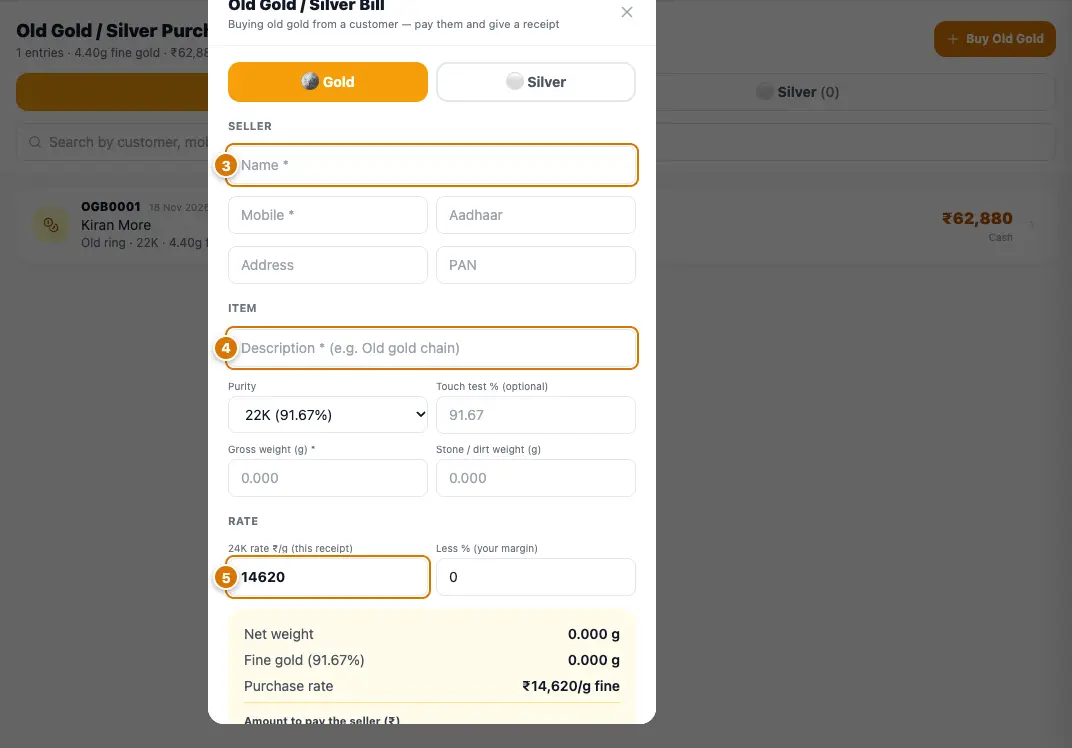 Old Gold / Silver Bill
Buying old gold from a customer — pay them and give a receipt
Old Gold / Silver Purch
1 entries · 4.40g fine gold · ₹62,88
+ Buy Old Gold
Gold
Silver
Silver (0)
SELLER
Search by customer, mob
3 Name *
OGB0001 18 Nov 2026
Kiran More
Old ring · 22K · 4.40g f
₹62,880
Cash
Mobile *
Aadhaar
Address
PAN
ITEM
4 Description * (e.g. Old gold chain)
Purity
Touch test % (optional)
22K (91.67%)
91.67
Gross weight (g) *
Stone / dirt weight (g)
0.000
0.000
RATE
24K rate ₹/g (this receipt)
Less % (your margin)
5 14620
0
Net weight 0.000 g
Fine gold (91.67%) 0.000 g
Purchase rate ₹14,620/g fine
Amount to pay the seller (₹)